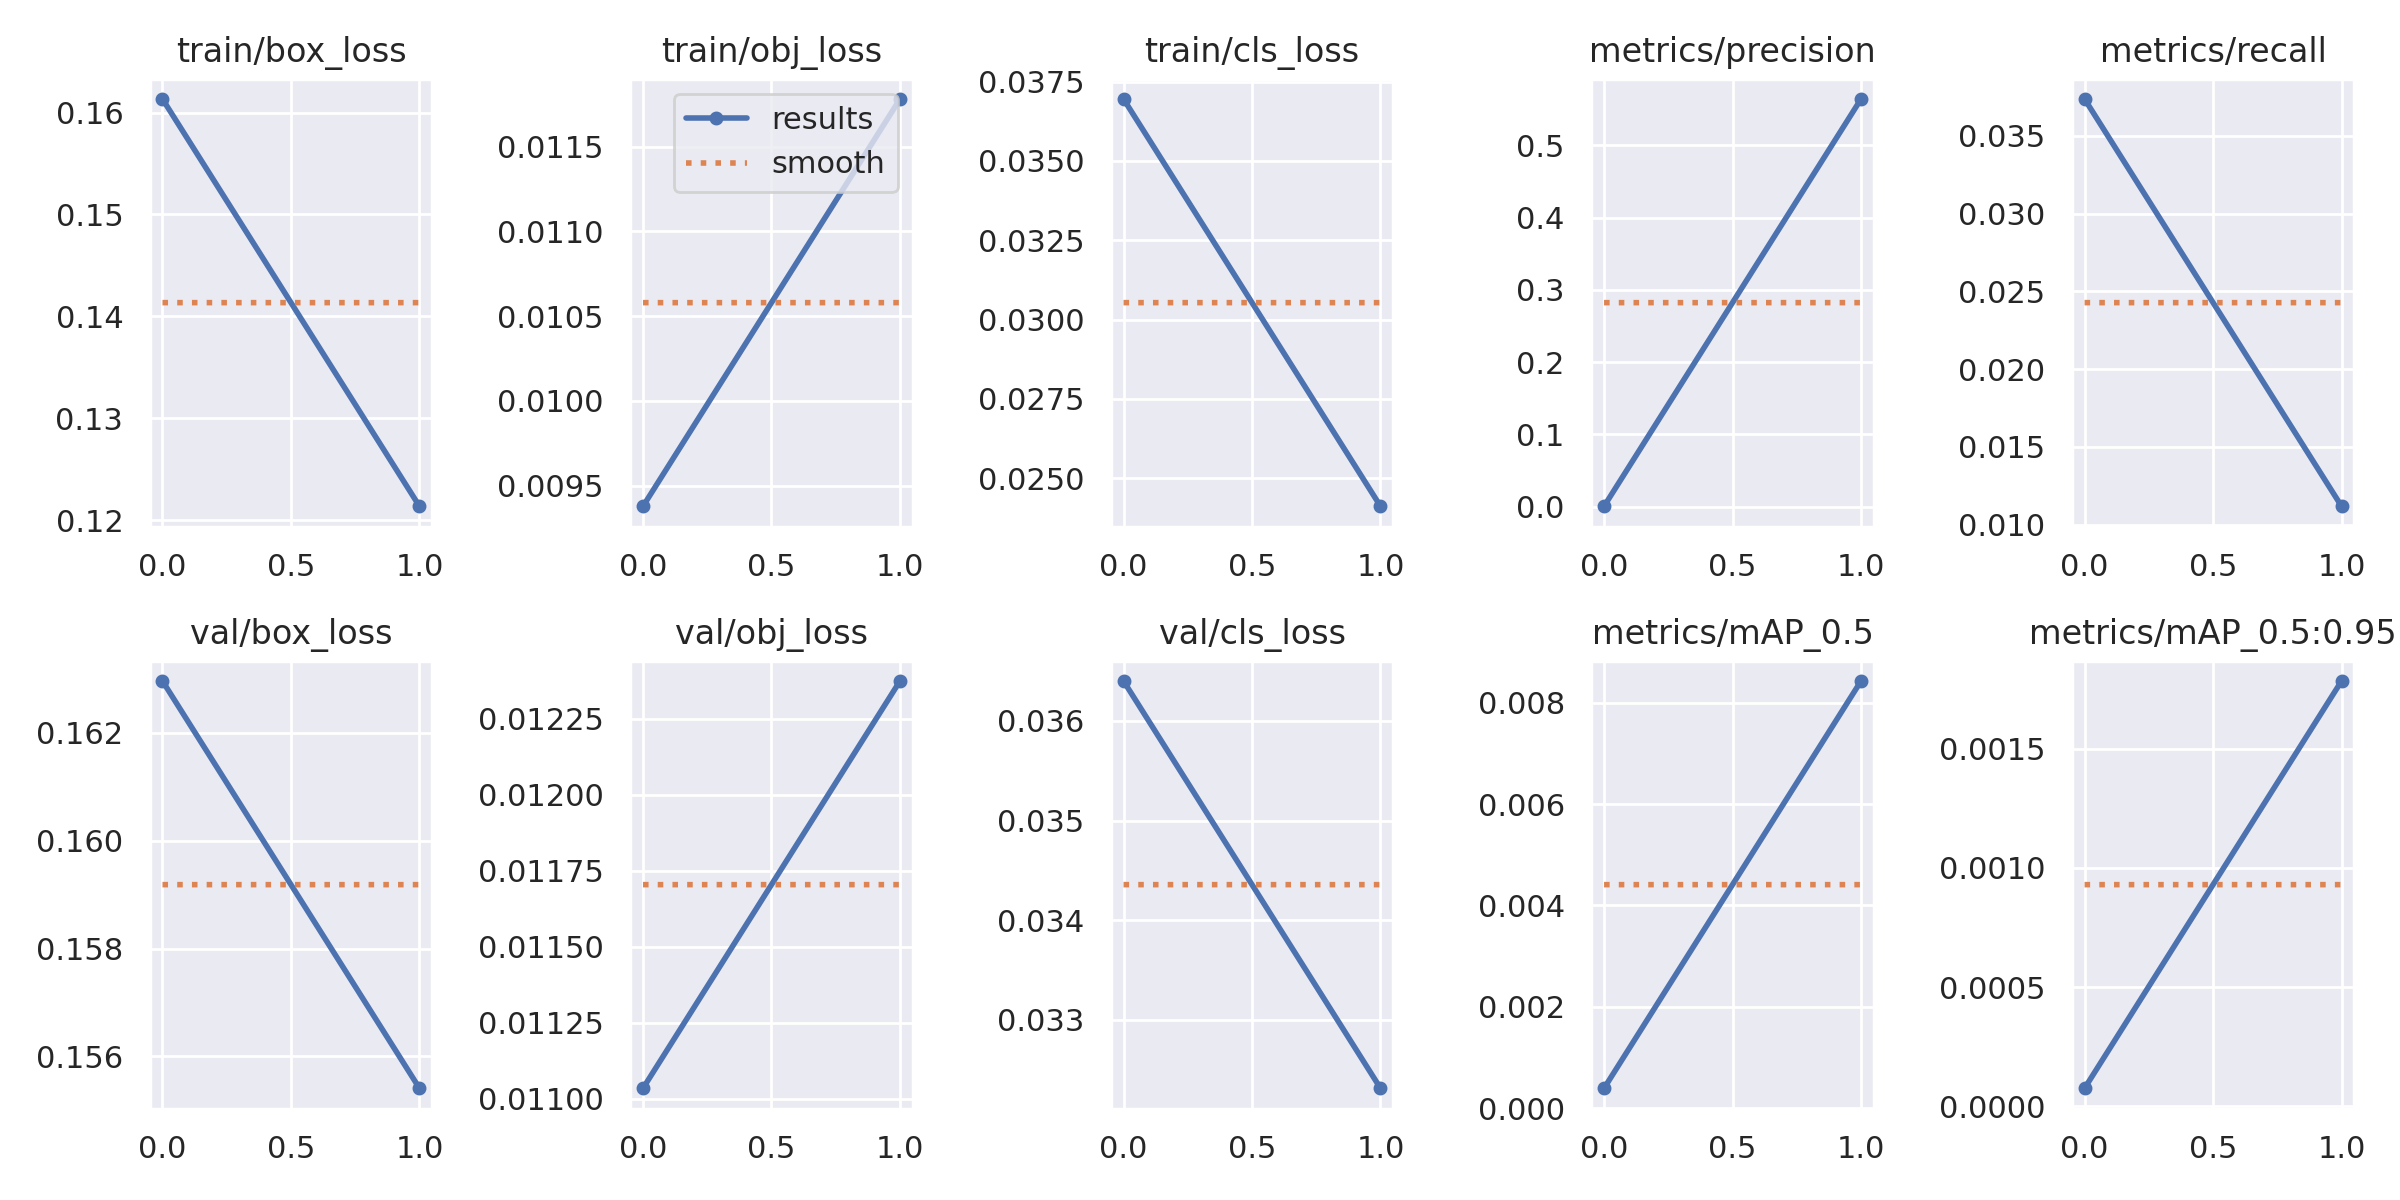 train/box_loss
0.16
0.15
0.14
0.13
0.12
0.0 0.5 1.0
train/obj_loss
results
smooth
0.0115
0.0110
0.0105
0.0100
0.0095
0.0 0.5 1.0
train/cls_loss
0.0375
0.0350
0.0325
0.0300
0.0275
0.0250
0.0 0.5 1.0
metrics/precision
0.5
0.4
0.3
0.2
0.1
0.0
0.0 0.5 1.0
metrics/recall
0.035
0.030
0.025
0.020
0.015
0.010
0.0 0.5 1.0
val/box_loss
0.162
0.160
0.158
0.156
0.0 0.5 1.0
val/obj_loss
0.01225
0.01200
0.01175
0.01150
0.01125
0.01100
0.0 0.5 1.0
val/cls_loss
0.036
0.035
0.034
0.033
0.0 0.5 1.0
metrics/mAP_0.5
0.008
0.006
0.004
0.002
0.000
0.0 0.5 1.0
metrics/mAP_0.5:0.95
0.0015
0.0010
0.0005
0.0000
0.0 0.5 1.0